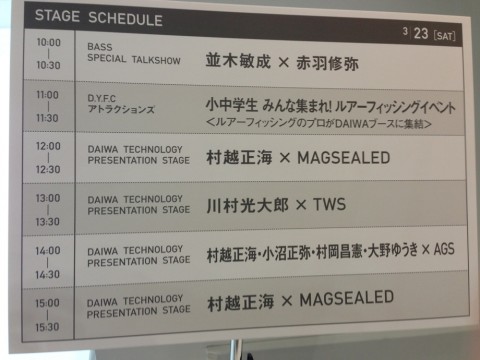 STAGE SCHEDULE
3|23[SAT]
10:00
|
10:30
BASS
SPECIAL TALKSHOW
並木敏成 × 赤羽修弥
11:00
|
11:30
D.Y.F.C
アトラクションズ
小中学生 みんな集まれ! ルアーフィッシングイベント
<ルアーフィッシングのプロがDAIWAブースに集結>
12:00
|
12:30
DAIWA TECHNOLOGY
PRESENTATION STAGE
村越正海 × MAGSEALED
13:00
|
13:30
DAIWA TECHNOLOGY
PRESENTATION STAGE
川村光大郎 × TWS
14:00
|
14:30
DAIWA TECHNOLOGY
PRESENTATION STAGE
村越正海・小沼正弥・村岡昌憲・大野ゆうき × AGS
15:00
|
15:30
DAIWA TECHNOLOGY
PRESENTATION STAGE
村越正海 × MAGSEALED